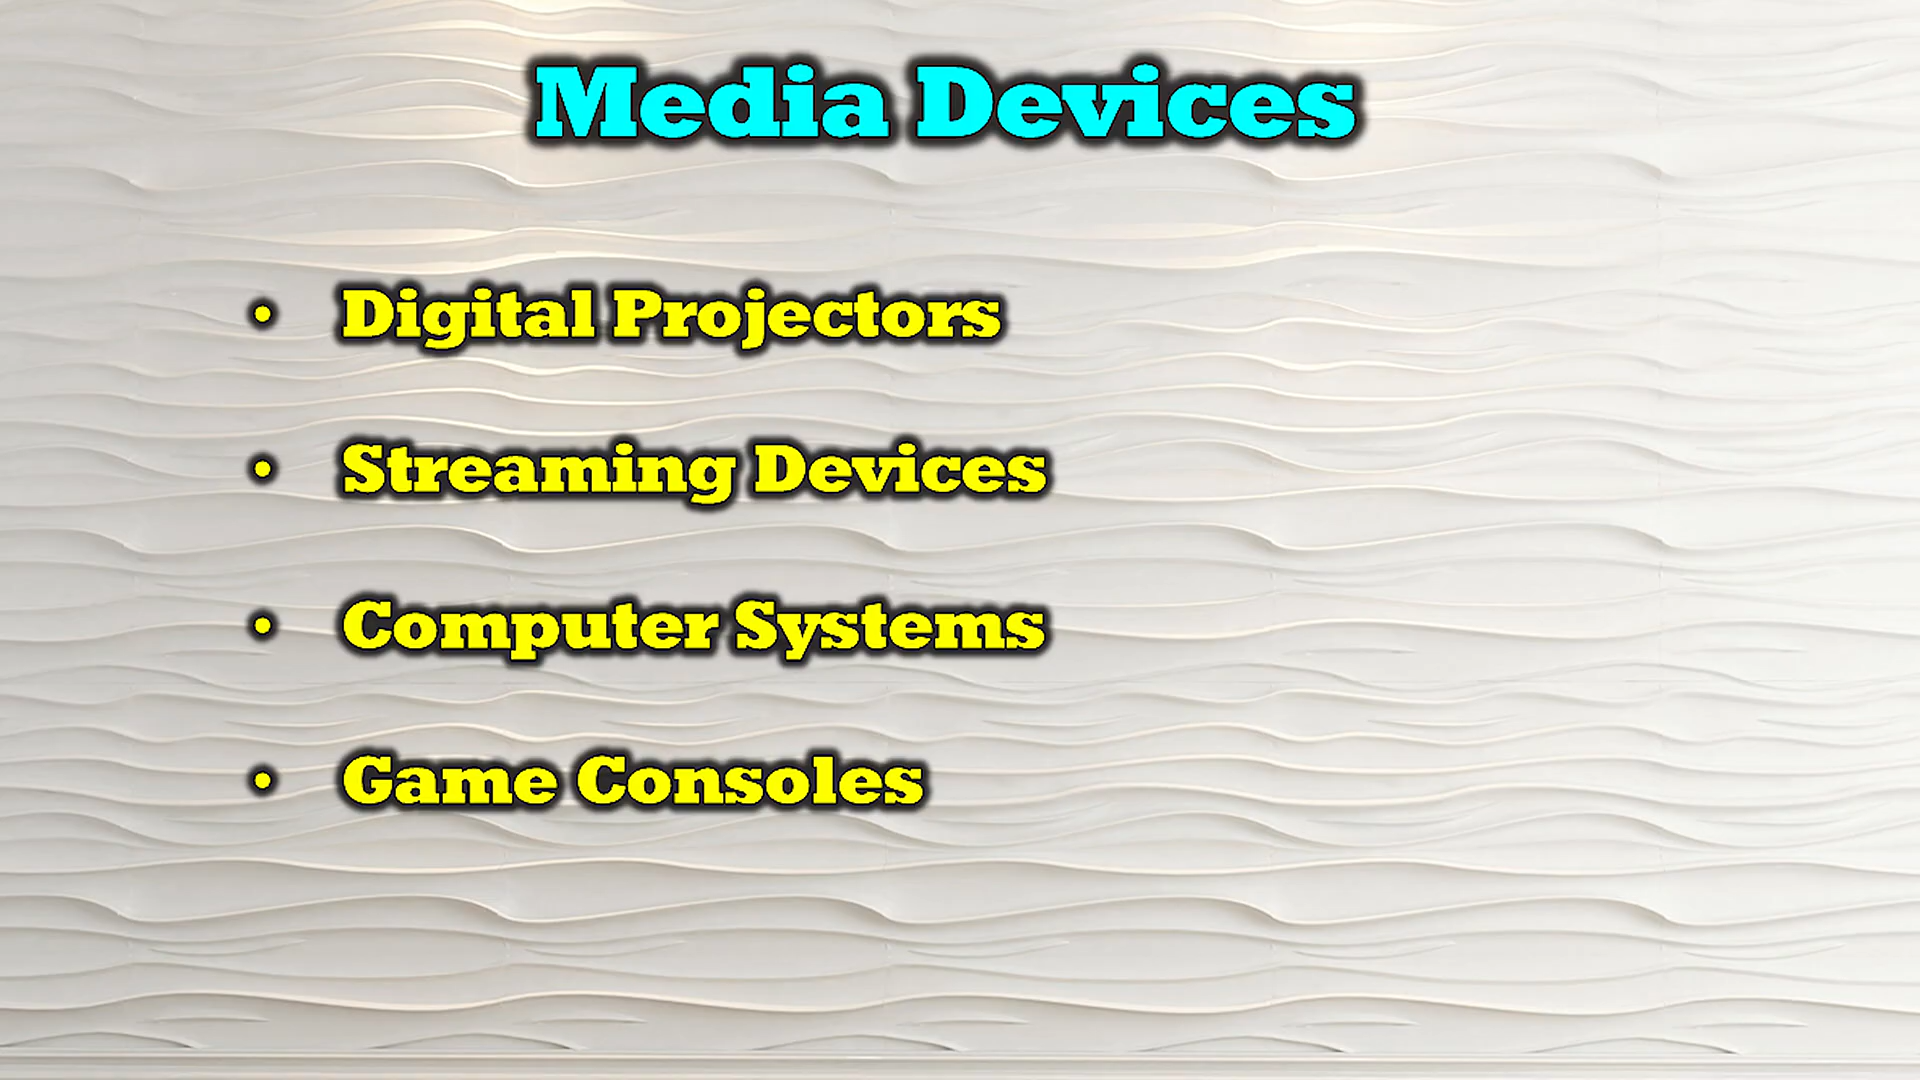 Media Devices
• Digital Projectors
• Streaming Devices
• Computer Systems
• Game Consoles